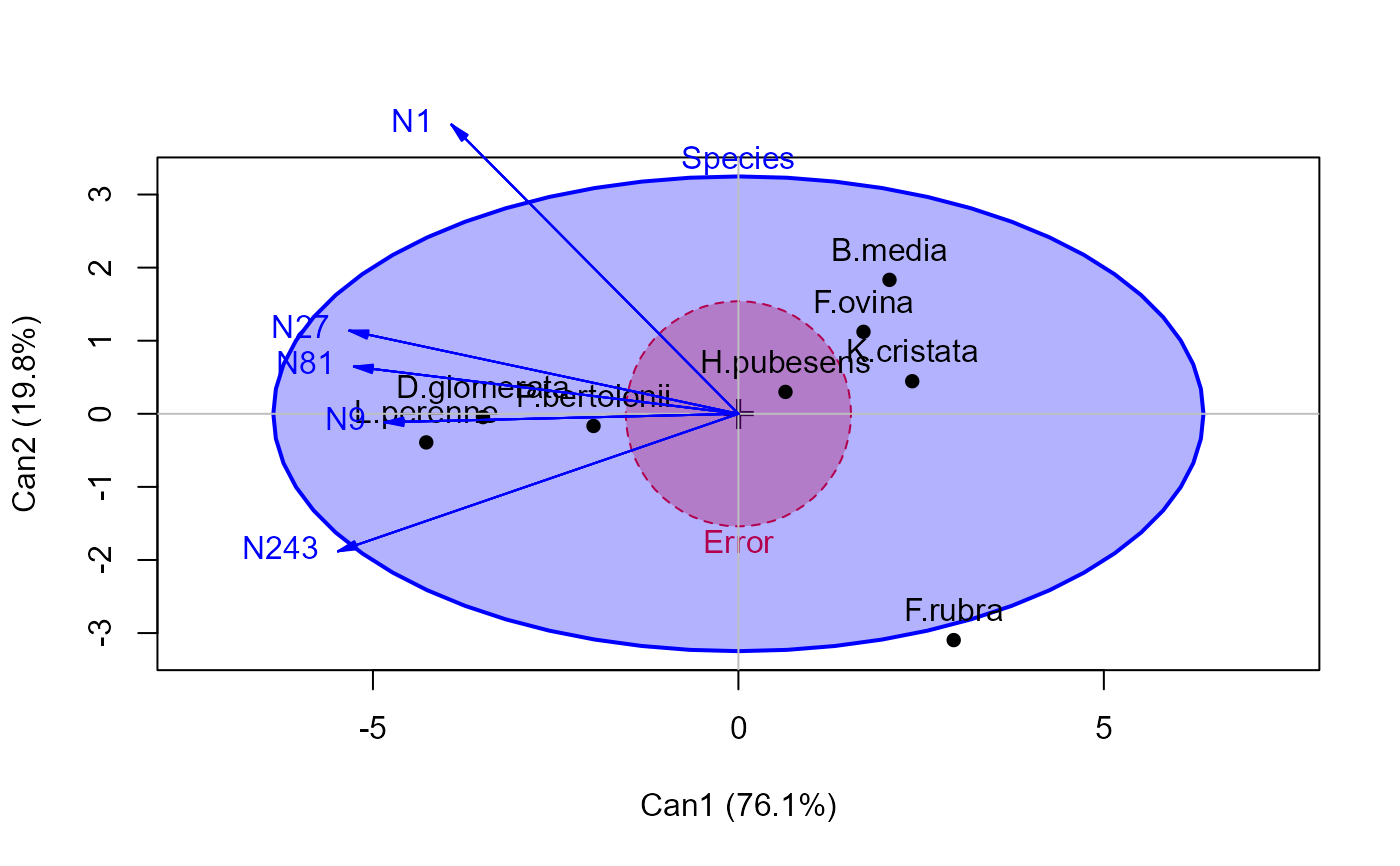 N1
Species
3
B.media
2
F.ovina
N27
1
K.cristata
N81
H.pubesens
D.glomerata
P.bertolonii
L.perenne
N9
0
-1
N243
Error
-2
F.rubra
-3
Can2 (19.8%)
-5
0
5
Can1 (76.1%)